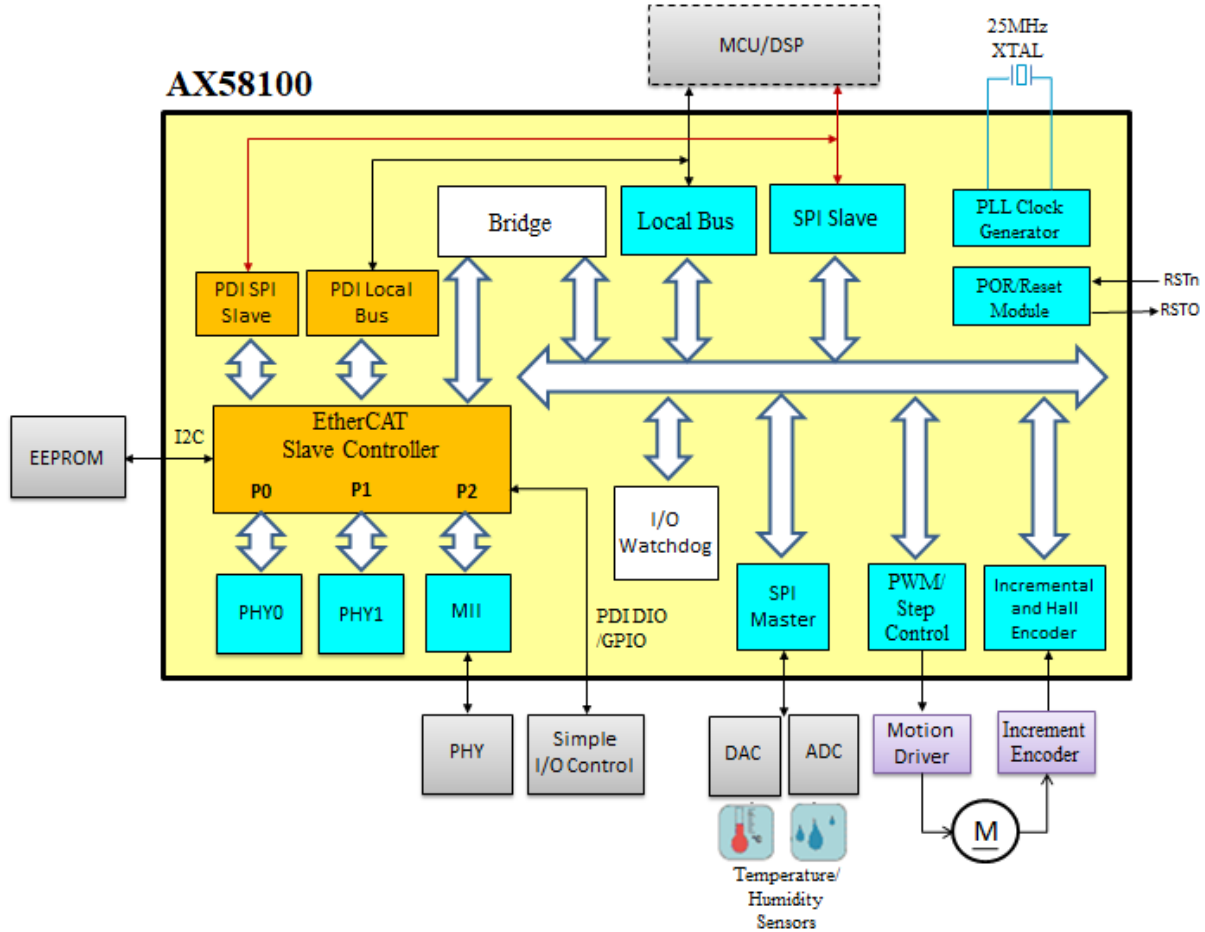 25MHz
XTAL
MCU/DSP
AX58100
Bridge
Local Bus
SPI Slave
PLL Clock
Generator
PDI SPI
Slave
PDI Local
Bus
POR/Reset
Module
RSTn
RSTO
EEPROM
I2C
EtherCAT
Slave Controller
P0
P1
P2
I/O
Watchdog
PHY0
PHY1
MII
PDI DIO
/GPIO
SPI
Master
PWM/
Step
Control
Incremental
and Hall
Encoder
PHY
Simple
I/O Control
DAC
ADC
Motion
Driver
Increment
Encoder
M
Temperature/
Humidity
Sensors